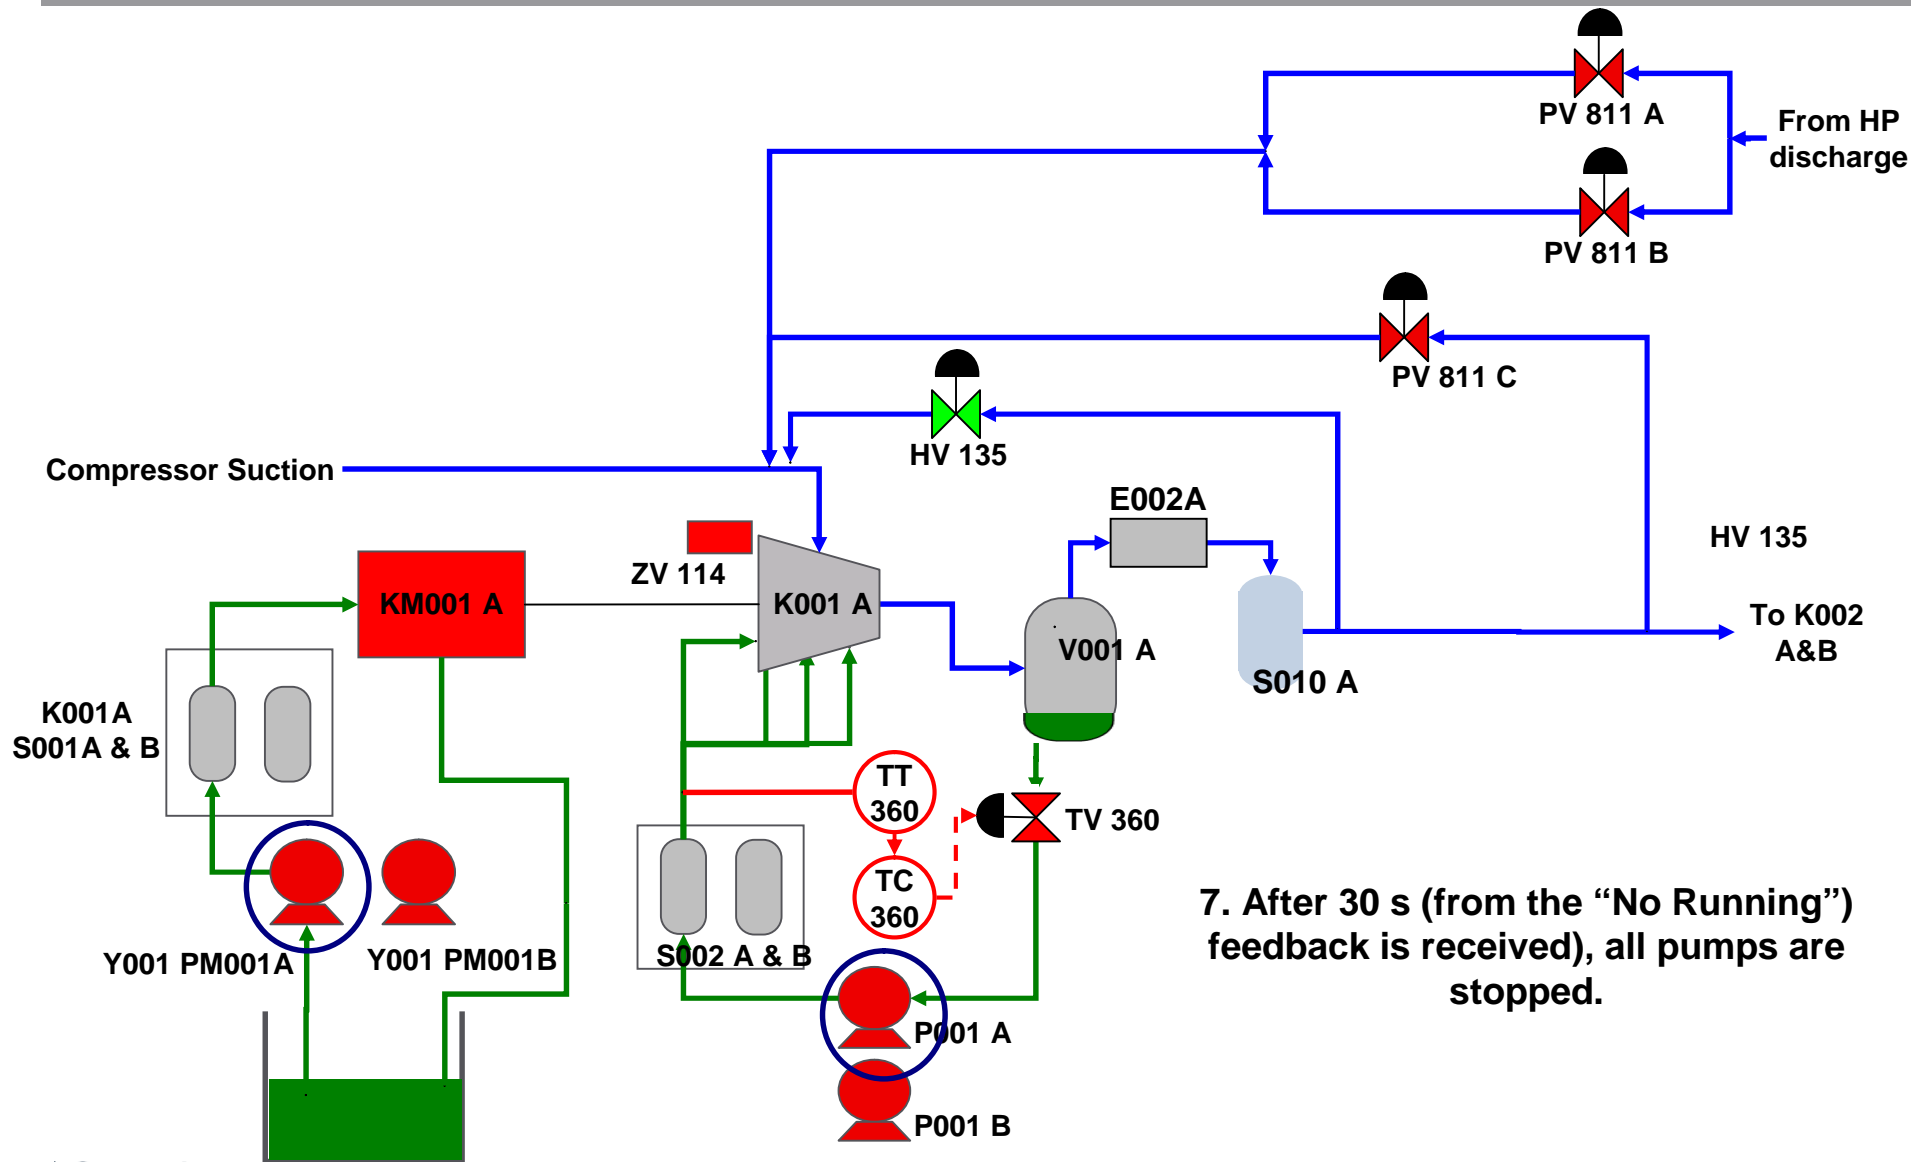 PV 811 A
From HP
discharge
PV 811 B
PV 811 C
HV 135
Compressor Suction
E002A
HV 135
ZV 114
KM001 A
K001 A
To K002
A&B
V001 A
S010 A
K001A
S001A & B
TT
360
TV 360
TC
360
7. After 30 s (from the “No Running”)
feedback is received), all pumps are
stopped.
S002 A & B
Y001 PM001A
Y001 PM001B
P001 A
P001 B